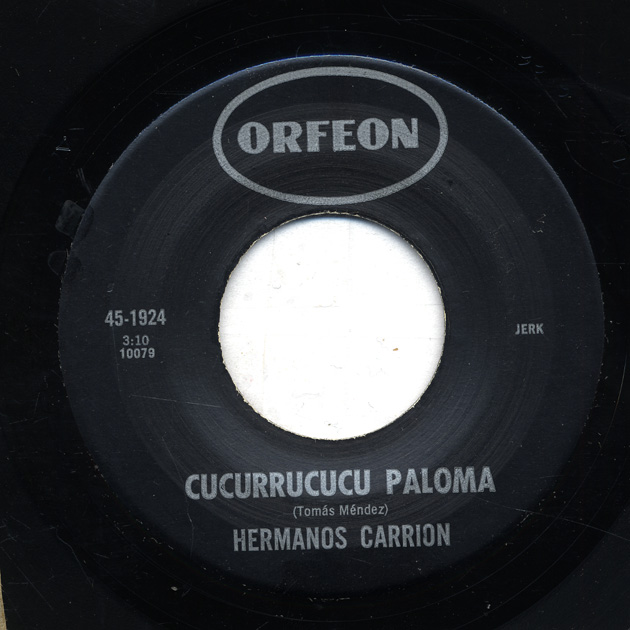 ORFEON
45-1924
3:10
10079
JERK
CUCURRUCUCU PALOMA
(Tomás Méndez)
HERMANOS CARRION